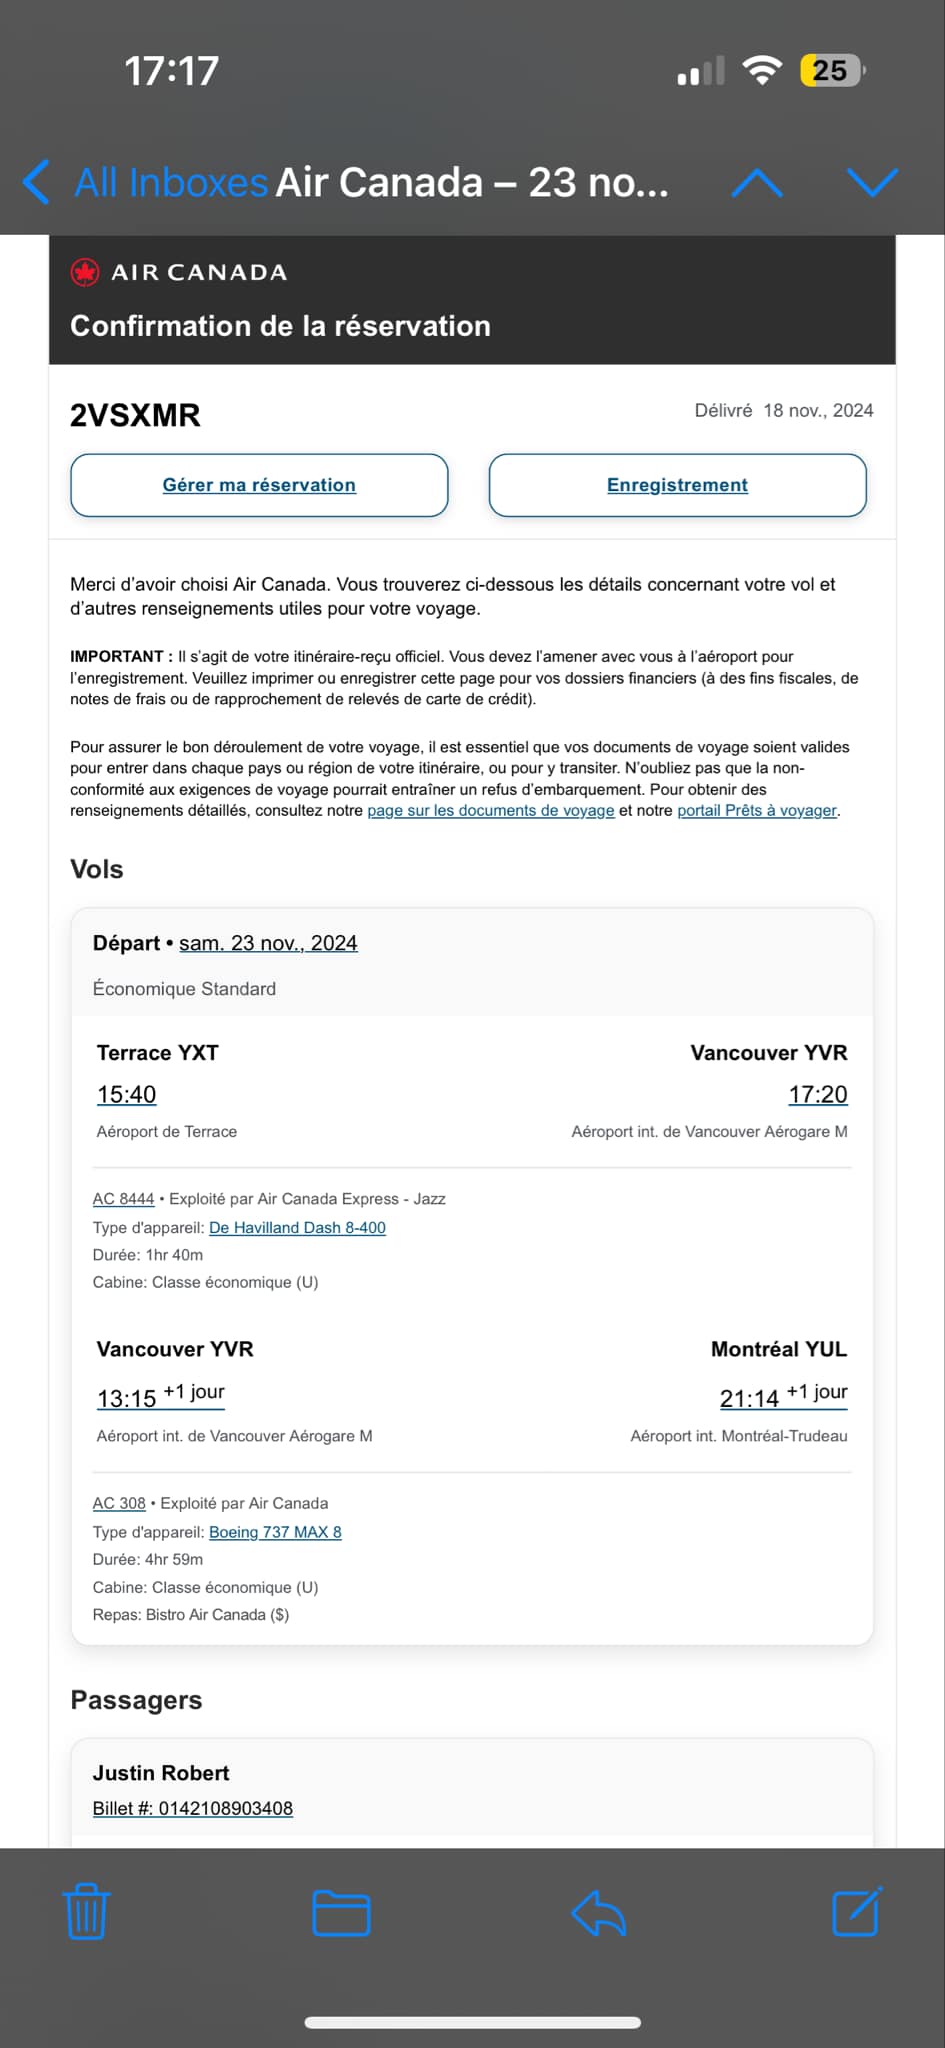 17:17
25
All Inboxes Air Canada – 23 no...
AIR CANADA
Confirmation de la réservation
2VSXMR
Délivré 18 nov., 2024
Gérer ma réservation
Enregistrement
Merci d'avoir choisi Air Canada. Vous trouverez ci-dessous les détails concernant votre vol et
d'autres renseignements utiles pour votre voyage.
IMPORTANT : Il s'agit de votre itinéraire-reçu officiel. Vous devez l'amener avec vous à l'aéroport pour
l'enregistrement. Veuillez imprimer ou enregistrer cette page pour vos dossiers financiers (à des fins fiscales, de
notes de frais ou de rapprochement de relevés de carte de crédit).
Pour assurer le bon déroulement de votre voyage, il est essentiel que vos documents de voyage soient valides
pour entrer dans chaque pays ou région de votre itinéraire, ou pour y transiter. N'oubliez pas que la non-
conformité aux exigences de voyage pourrait entraîner un refus d'embarquement. Pour obtenir des
renseignements détaillés, consultez notre page sur les documents de voyage et notre portail Prêts à voyager.
Vols
Départ • sam. 23 nov., 2024
Économique Standard
Terrace YXT
Vancouver YVR
15:40
17:20
Aéroport de Terrace
Aéroport int. de Vancouver Aérogare M
AC 8444 • Exploité par Air Canada Express - Jazz
Type d'appareil: De Havilland Dash 8-400
Durée: 1hr 40m
Cabine: Classe économique (U)
Vancouver YVR
Montréal YUL
13:15 +1 jour
21:14 +1 jour
Aéroport int. de Vancouver Aérogare M
Aéroport int. Montréal-Trudeau
AC 308 • Exploité par Air Canada
Type d'appareil: Boeing 737 MAX 8
Durée: 4hr 59m
Cabine: Classe économique (U)
Repas: Bistro Air Canada ($)
Passagers
Justin Robert
Billet #: 0142108903408